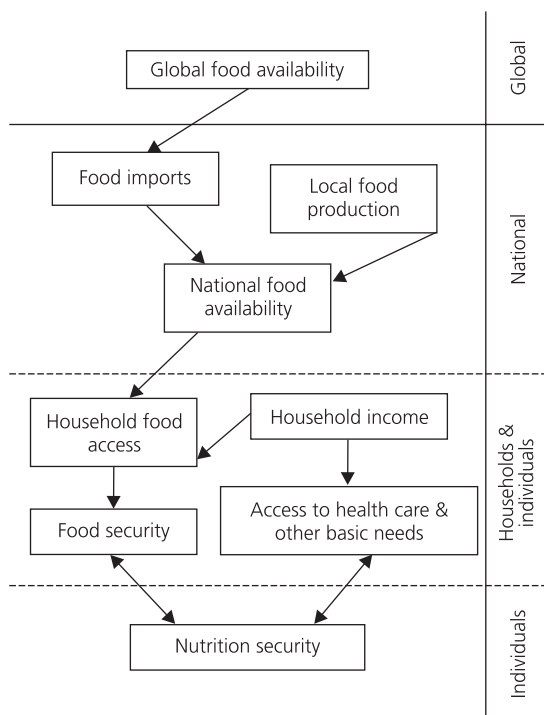 Global food availability
Global
Food imports
Local food
production
National food
availability
National
Household food
access
Household income
Food security
Access to health care &
other basic needs
Households &
individuals
Nutrition security
Individuals